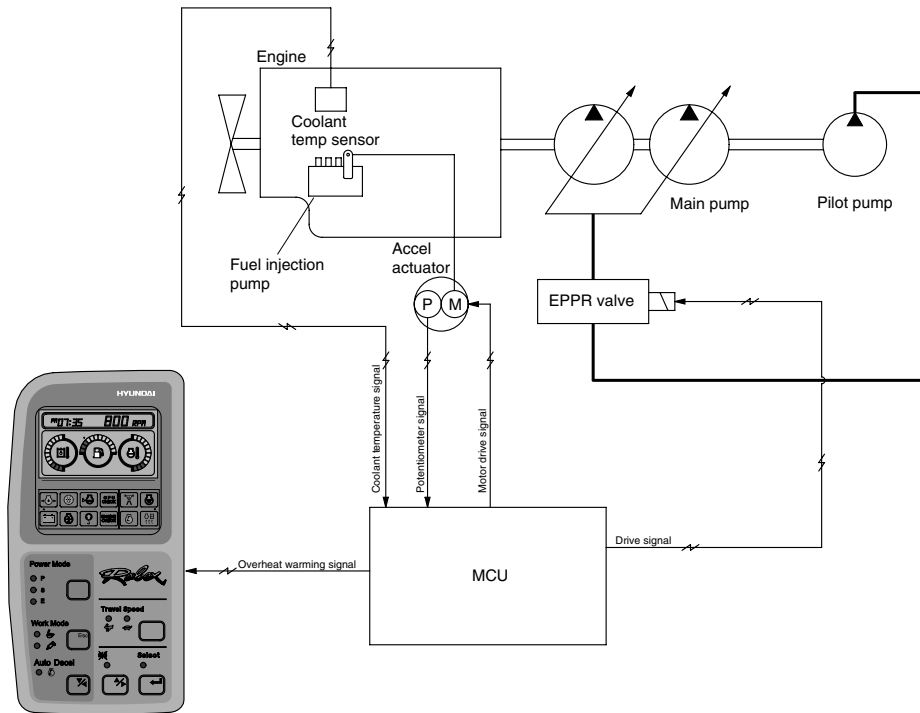 Engine
Coolant
temp sensor
Main pump
Pilot pump
Fuel injection
pump
Accel
actuator
P
M
EPPR valve
HYUNDAI
07:35
800 RPM
Coolant temperature signal
Potentiometer signal
Motor drive signal
Drive signal
MCU
Overheat warming signal
Power Mode
P
S
E
Robex
Travel Speed
Work Mode
Esc
Auto Decel
Select